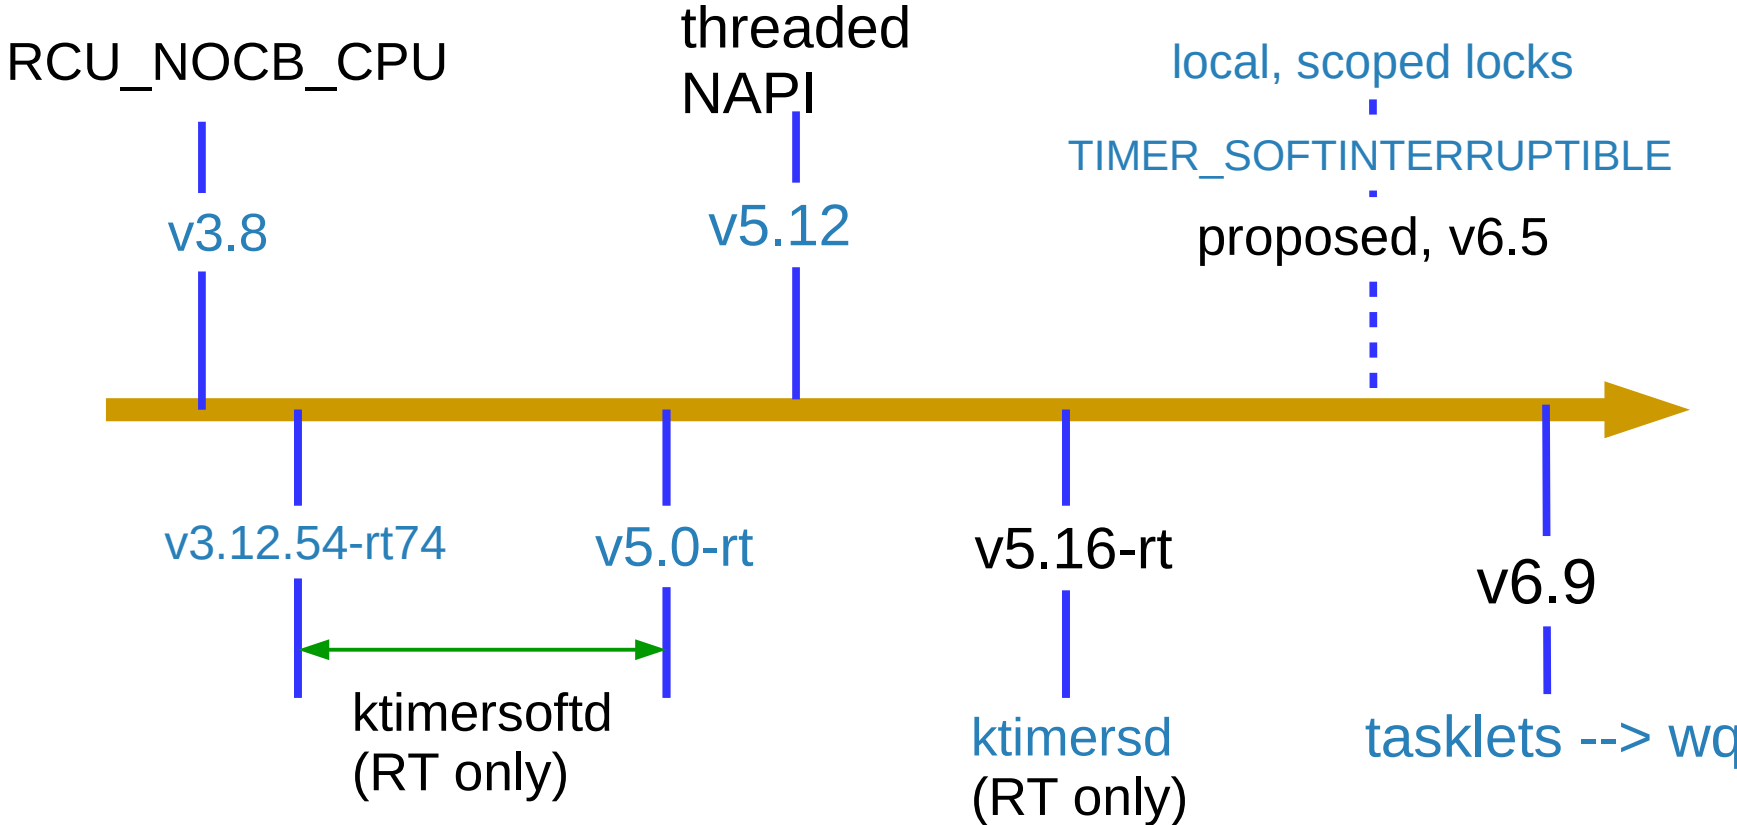 RCU_NOCB_CPU
threaded
NAPI
local, scoped locks
TIMER_SOFTINTERRUPTIBLE
v3.8
v5.12
proposed, v6.5
v3.12.54-rt74
v5.0-rt
v5.16-rt
v6.9
ktimersoftd
(RT only)
ktimersd
(RT only)
tasklets --> wq